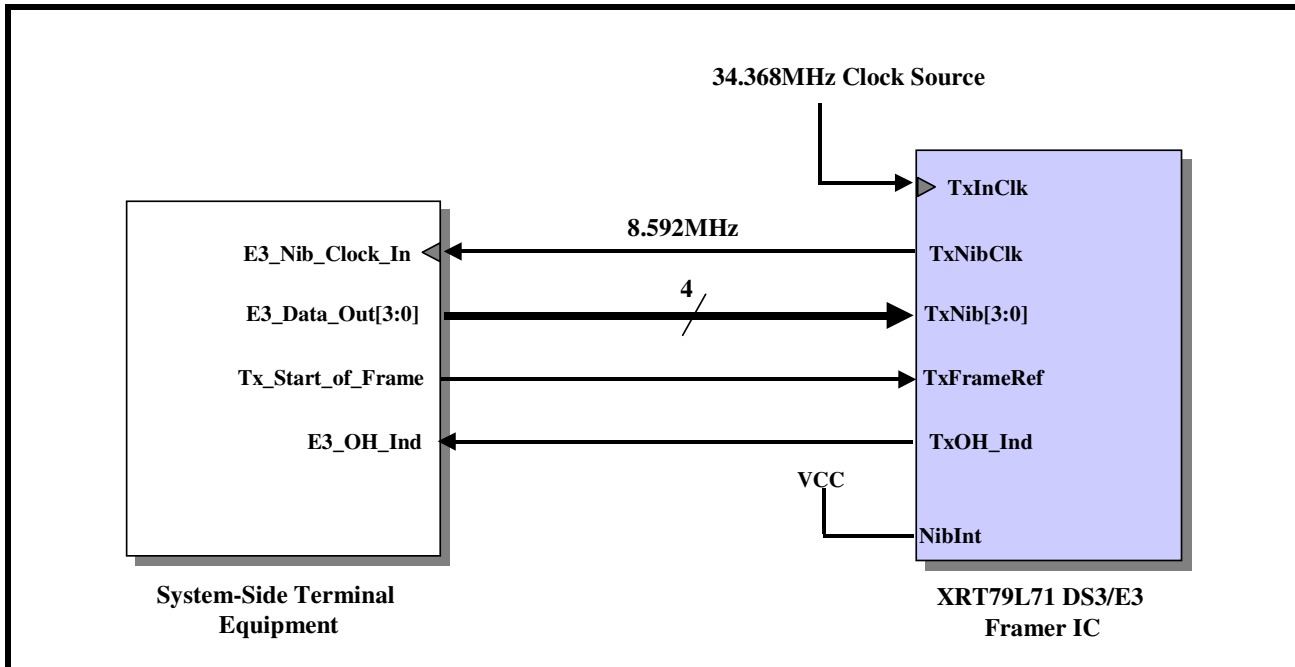 34.368MHz Clock Source
TxInClk
8.592MHz
E3_Nib_Clock_In
TxNibClk
4
E3_Data_Out[3:0]
TxNib[3:0]
Tx_Start_of_Frame
TxFrameRef
E3_OH_Ind
TxOH_Ind
VCC
NibInt
System-Side Terminal
Equipment
XRT79L71 DS3/E3
Framer IC